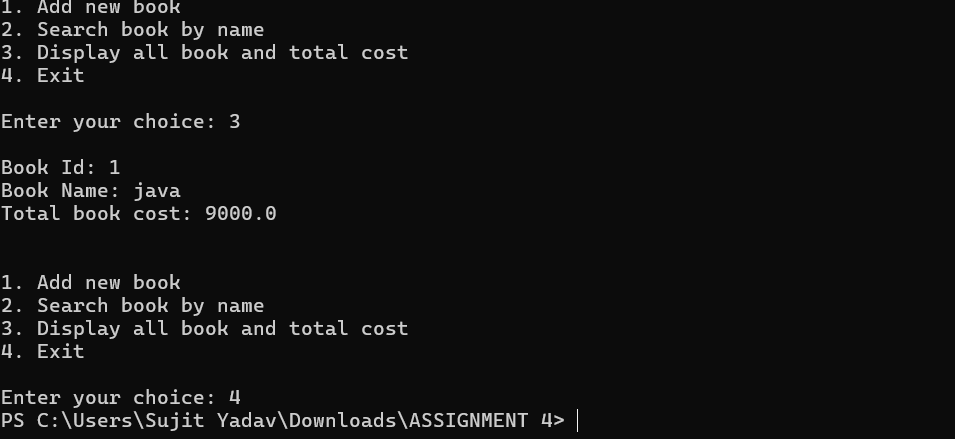 1. Add new book
2. Search book by name
3. Display all book and total cost
4. Exit
Enter your choice: 3
Book Id: 1
Book Name: java
Total book cost: 9000.0
1. Add new book
2. Search book by name
3. Display all book and total cost
4. Exit
Enter your choice: 4
PS C:\Users\Sujit Yadav\Downloads\ASSIGNMENT 4>